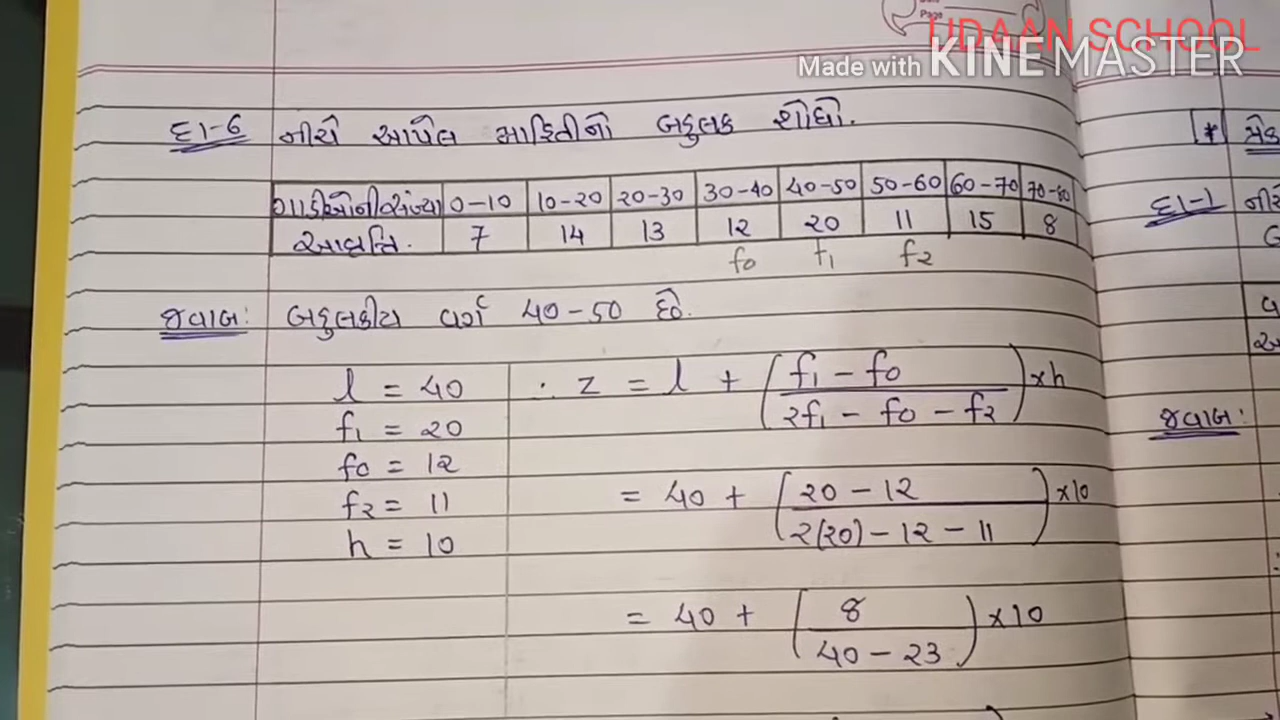 Page
UDAAN SCHOOL
Made with KINEMASTER
દા-6 નીચે આપેલ માહિતીનો બહુલક શોધો.
ગાડીઓની સંખ્યા 0-10 10-20 20-30 30-40 40-50 50-60 60-70 70-80
આવૃત્તિ. 7 14 13 12 20 11 15 8
f0 f1 f2
જવાબ: બહુલકીય વર્ગ 40-50 છે.
l = 40 ∴ Z = l + (f1 - f0 / 2f1 - f0 - f2) × h
f1 = 20
f0 = 12
f2 = 11
h = 10
= 40 + (20 - 12 / 2(20) - 12 - 11) × 10
= 40 + (8 / 40 - 23) × 10
*
દા-1
જવાબ: